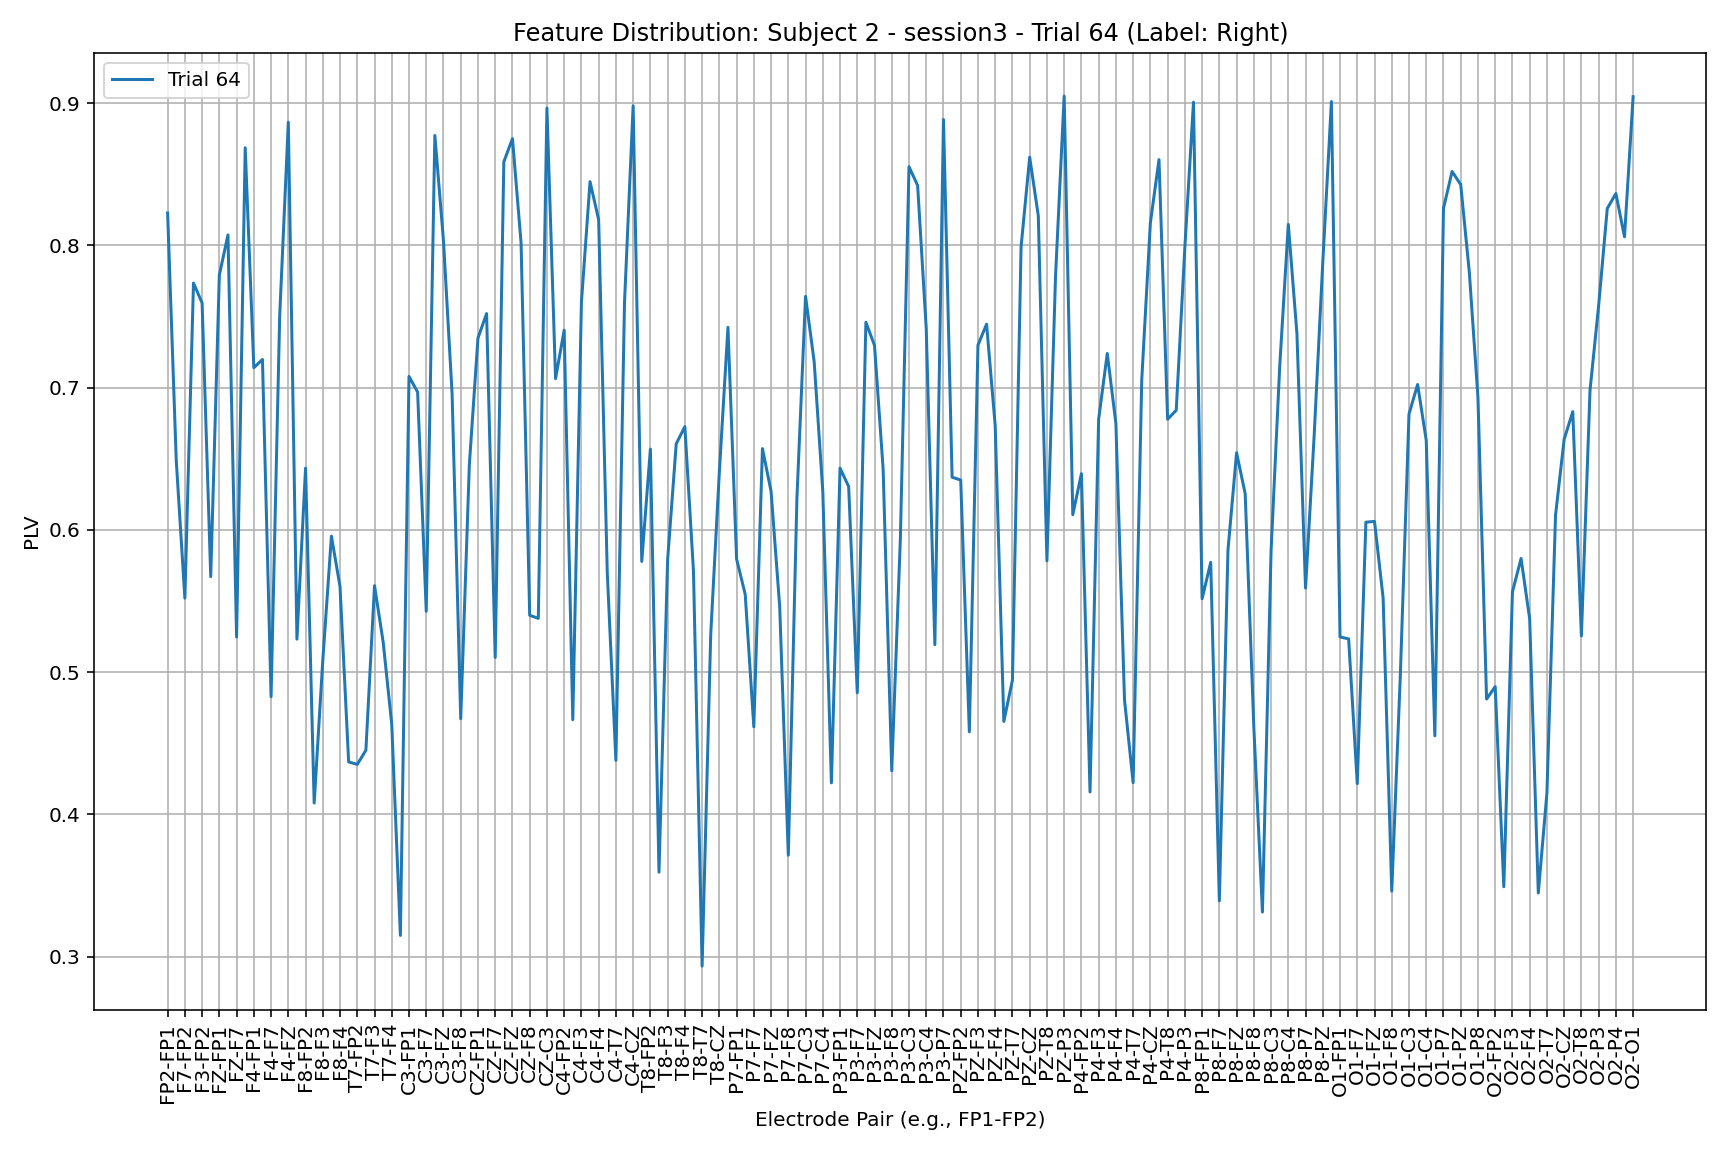 Feature Distribution: Subject 2 - session3 - Trial 64 (Label: Right)
Trial 64
PLV
0.9
0.8
0.7
0.6
0.5
0.4
0.3
FP2-FP1
F7-FP2
F3-FP2
FZ-FP1
FZ-F7
F4-FP1
F4-F7
F4-FZ
F8-FP2
F8-F3
F8-F4
T7-FP2
T7-F3
T7-F4
C3-FP1
C3-F7
C3-FZ
C3-F8
CZ-FP1
CZ-F7
CZ-FZ
CZ-F8
CZ-C3
C4-FP2
C4-F3
C4-F4
C4-T7
C4-CZ
T8-FP2
T8-F3
T8-F4
T8-T7
T8-CZ
P7-FP1
P7-F7
P7-FZ
P7-F8
P7-C3
P7-C4
P3-FP1
P3-F7
P3-FZ
P3-F8
P3-C3
P3-C4
P3-P7
PZ-FP2
PZ-F3
PZ-F4
PZ-T7
PZ-CZ
PZ-T8
PZ-P3
P4-FP2
P4-F3
P4-F4
P4-T7
P4-CZ
P4-T8
P4-P3
P8-FP1
P8-F7
P8-FZ
P8-F8
P8-C3
P8-C4
P8-P7
P8-PZ
O1-FP1
O1-F7
O1-FZ
O1-F8
O1-C3
O1-C4
O1-P7
O1-PZ
O1-P8
O2-FP2
O2-F3
O2-F4
O2-T7
O2-CZ
O2-T8
O2-P3
O2-P4
O2-O1
Electrode Pair (e.g., FP1-FP2)